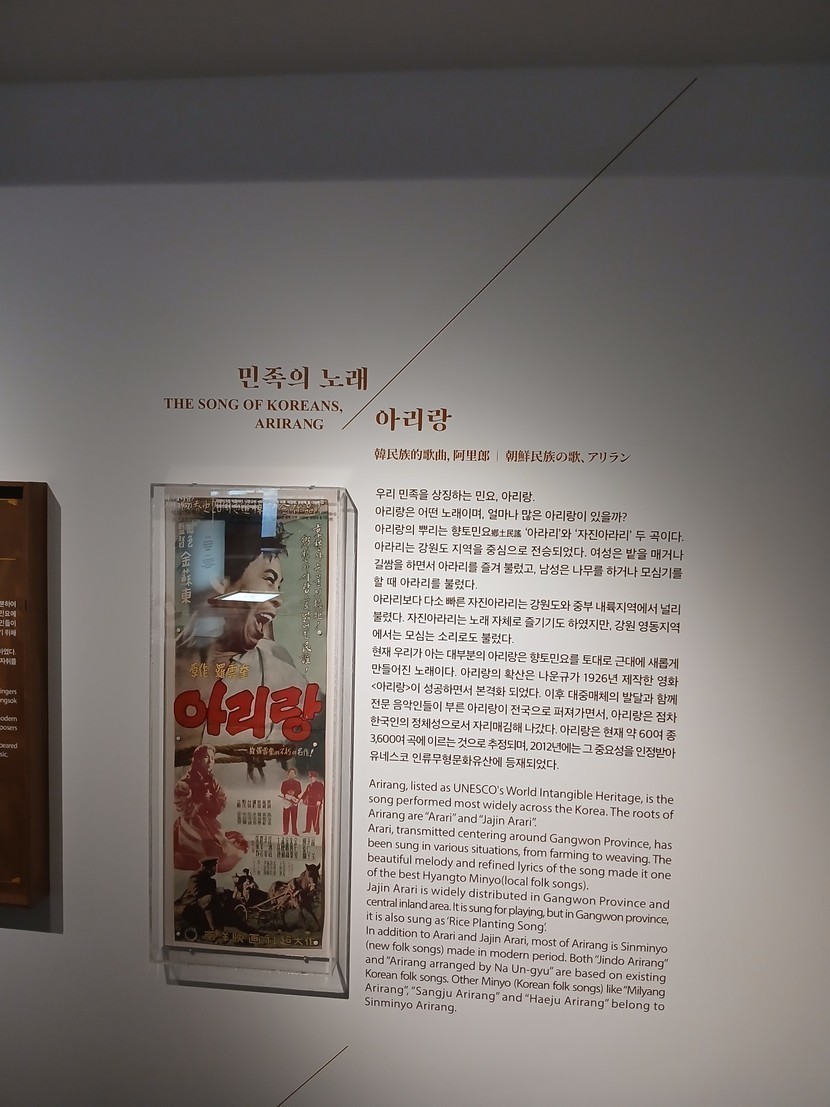 민족의 노래
THE SONG OF KOREANS,
ARIRANG
아리랑
韓民族的歌曲, 阿里郎 | 朝鮮民族の歌、アリラン
우리 민족을 상징하는 민요, 아리랑.
아리랑은 어떤 노래이며, 얼마나 많은 아리랑이 있을까?
아리랑의 뿌리는 향토민요鄕土民謠 '아라리'와 '자진아라리' 두 곡이다.
아라리는 강원도 지역을 중심으로 전승되었다. 여성은 밭을 매거나
길쌈을 하면서 아라리를 즐겨 불렀고, 남성은 나무를 하거나 모심기를
할 때 아라리를 불렀다.
아라리보다 다소 빠른 자진아라리는 강원도와 중부 내륙지역에서 널리
불렸다. 자진아라리는 노래 자체로 즐기기도 하였지만, 강원 영동지역
에서는 모심는 소리로도 불렸다.
현재 우리가 아는 대부분의 아리랑은 향토민요를 토대로 근대에 새롭게
만들어진 노래이다. 아리랑의 확산은 나운규가 1926년 제작한 영화
<아리랑>이 성공하면서 본격화 되었다. 이후 대중매체의 발달과 함께
전문 음악인들이 부른 아리랑이 전국으로 퍼져가면서, 아리랑은 점차
한국인의 정체성으로서 자리매김해 나갔다. 아리랑은 현재 약 60여 종
3,600여 곡에 이르는 것으로 추정되며, 2012년에는 그 중요성을 인정받아
유네스코 인류무형문화유산에 등재되었다.
Arirang, listed as UNESCO's World Intangible Heritage, is the
song performed most widely across the Korea. The roots of
Arirang are "Arari" and "Jajin Arari".
Arari, transmitted centering around Gangwon Province, has
been sung in various situations, from farming to weaving. The
beautiful melody and refined lyrics of the song made it one
of the best Hyangto Minyo(local folk songs).
Jajin Arari is widely distributed in Gangwon Province and
central inland area. It is sung for playing, but in Gangwon province,
it is also sung as 'Rice Planting Song'.
In addition to Arari and Jajin Arari, most of Arirang is Sinminyo
(new folk songs) made in modern period. Both "Jindo Arirang"
and "Arirang arranged by Na Un-gyu" are based on existing
Korean folk songs. Other Minyo (Korean folk songs) like "Milyang
Arirang", "Sangju Arirang" and "Haeju Arirang" belong to
Sinminyo Arirang.
金蘇東
原作 羅雲奎
아리랑